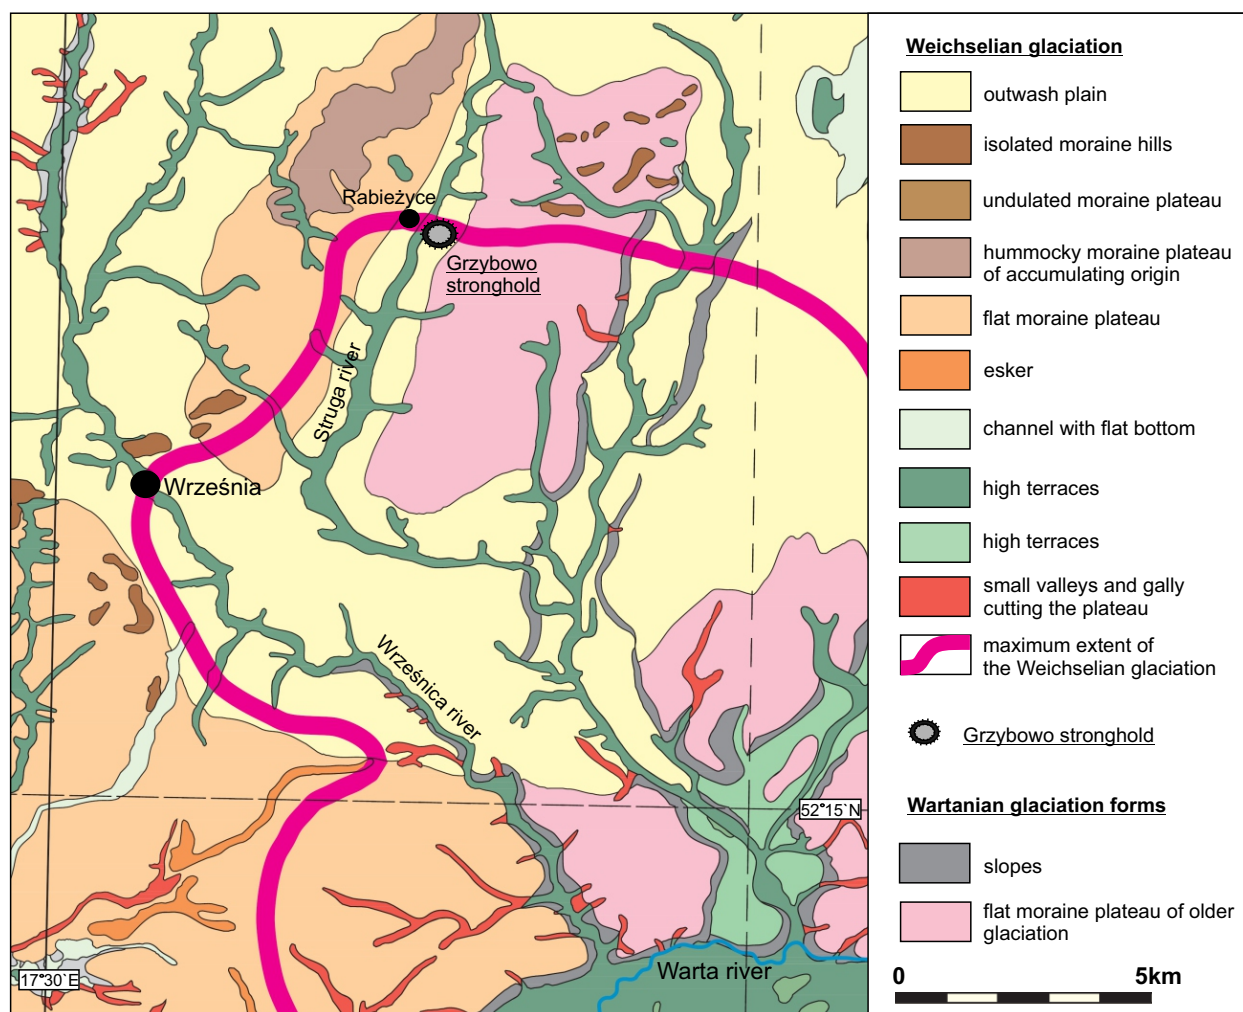 Rabieżyce
Grzybowo
stronghold
Struga river
Września
Wrześnica river
52°15`N
17°30`E
Warta river
Weichselian glaciation
outwash plain
isolated moraine hills
undulated moraine plateau
hummocky moraine plateau
of accumulating origin
flat moraine plateau
esker
channel with flat bottom
high terraces
high terraces
small valleys and gally
cutting the plateau
maximum extent of
the Weichselian glaciation
Grzybowo stronghold
Wartanian glaciation forms
slopes
flat moraine plateau of older
glaciation
0 5km